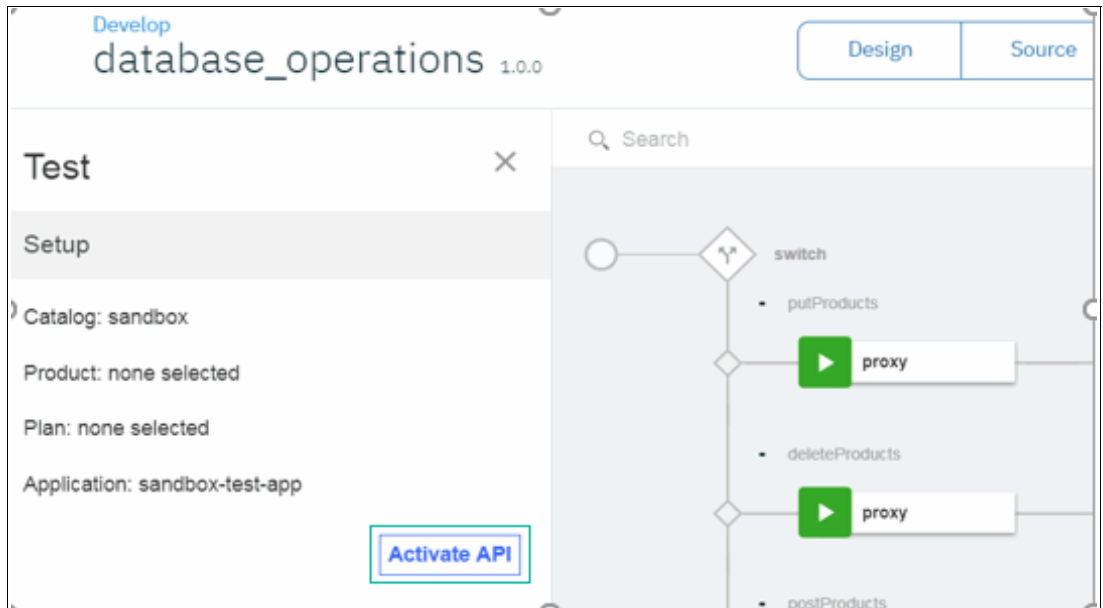 Develop
database_operations 1.0.0
Design
Source
Test
Search
Setup
Catalog: sandbox
Product: none selected
Plan: none selected
Application: sandbox-test-app
Activate API
switch
putProducts
proxy
deleteProducts
proxy
postProducts